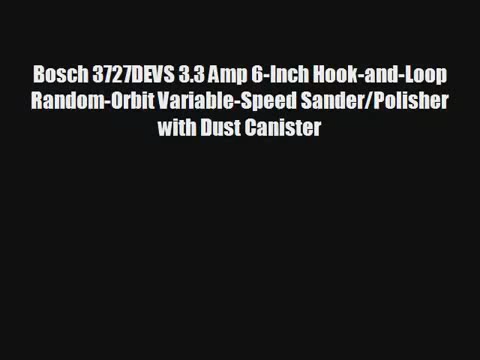 Bosch 3727DEVS 3.3 Amp 6-Inch Hook-and-Loop
Random-Orbit Variable-Speed Sander/Polisher
with Dust Canister